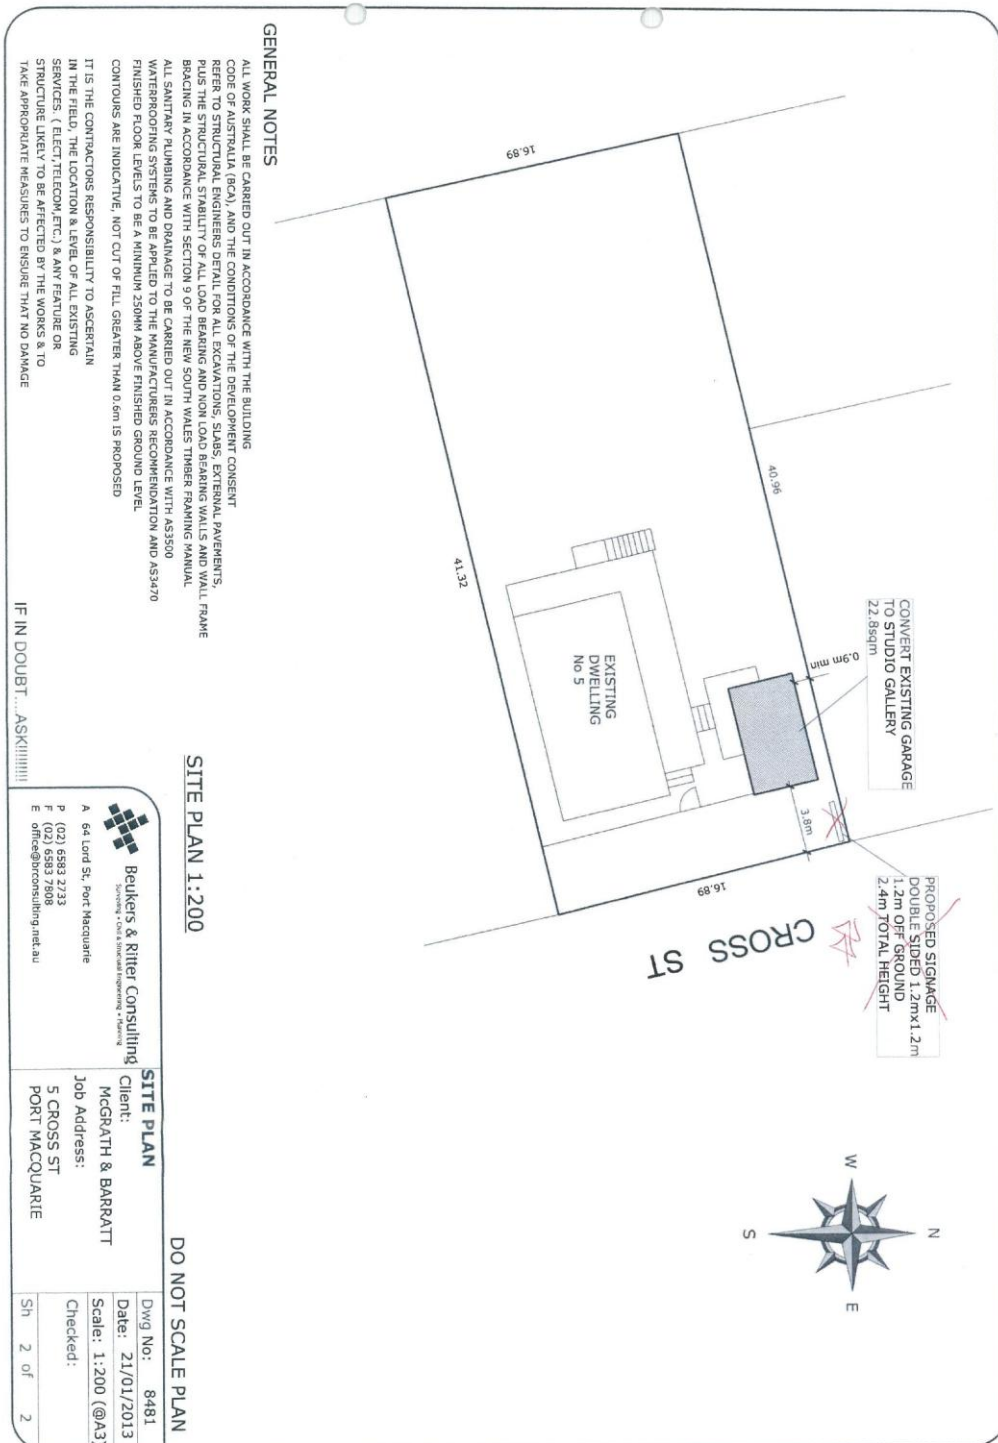 GENERAL NOTES
ALL WORK SHALL BE CARRIED OUT IN ACCORDANCE WITH THE BUILDING
CODE OF AUSTRALIA (BCA), AND THE CONDITIONS OF THE DEVELOPMENT CONSENT
REFER TO STRUCTURAL ENGINEERS DETAIL FOR ALL EXCAVATIONS, SLABS, EXTERNAL PAVEMENTS,
PLUS THE STRUCTURAL STABILITY OF ALL LOAD BEARING AND NON LOAD BEARING WALLS AND WALL FRAME
BRACING IN ACCORDANCE WITH SECTION 9 OF THE NEW SOUTH WALES TIMBER FRAMING MANUAL
ALL SANITARY PLUMBING AND DRAINAGE TO BE CARRIED OUT IN ACCORDANCE WITH AS3500
WATERPROOFING SYSTEMS TO BE APPLIED TO THE MANUFACTURERS RECOMMENDATION AND AS3470
FINISHED FLOOR LEVELS TO BE A MINIMUM 250MM ABOVE FINISHED GROUND LEVEL
CONTOURS ARE INDICATIVE, NOT CUT OF FILL GREATER THAN 0.6m IS PROPOSED
IT IS THE CONTRACTORS RESPONSIBILITY TO ASCERTAIN
IN THE FIELD, THE LOCATION & LEVEL OF ALL EXISTING
SERVICES. ( ELECT,TELECOM,ETC.) & ANY FEATURE OR
STRUCTURE LIKELY TO BE AFFECTED BY THE WORKS & TO
TAKE APPROPRIATE MEASURES TO ENSURE THAT NO DAMAGE
IF IN DOUBT....ASK!!!!!!!!!
16.89
40.96
41.32
16.89
0.9m min
3.8m
CONVERT EXISTING GARAGE
TO STUDIO GALLERY
22.8sqm
EXISTING
DWELLING
No 5
PROPOSED SIGNAGE
DOUBLE SIDED 1.2mx1.2m
1.2m OFF GROUND
2.4m TOTAL HEIGHT
CROSS ST
N
E
S
W
SITE PLAN 1:200
DO NOT SCALE PLAN
Beukers & Ritter Consulting
Surveying • Civil & Structural Engineering • Planning
A 64 Lord St, Port Macquarie
P (02) 6583 2733
F (02) 6583 7808
E office@brconsulting.net.au
SITE PLAN
Client:
McGRATH & BARRATT
Job Address:
5 CROSS ST
PORT MACQUARIE
Dwg No: 8481
Date: 21/01/2013
Scale: 1:200 (@A3)
Checked:
Sh 2 of 2